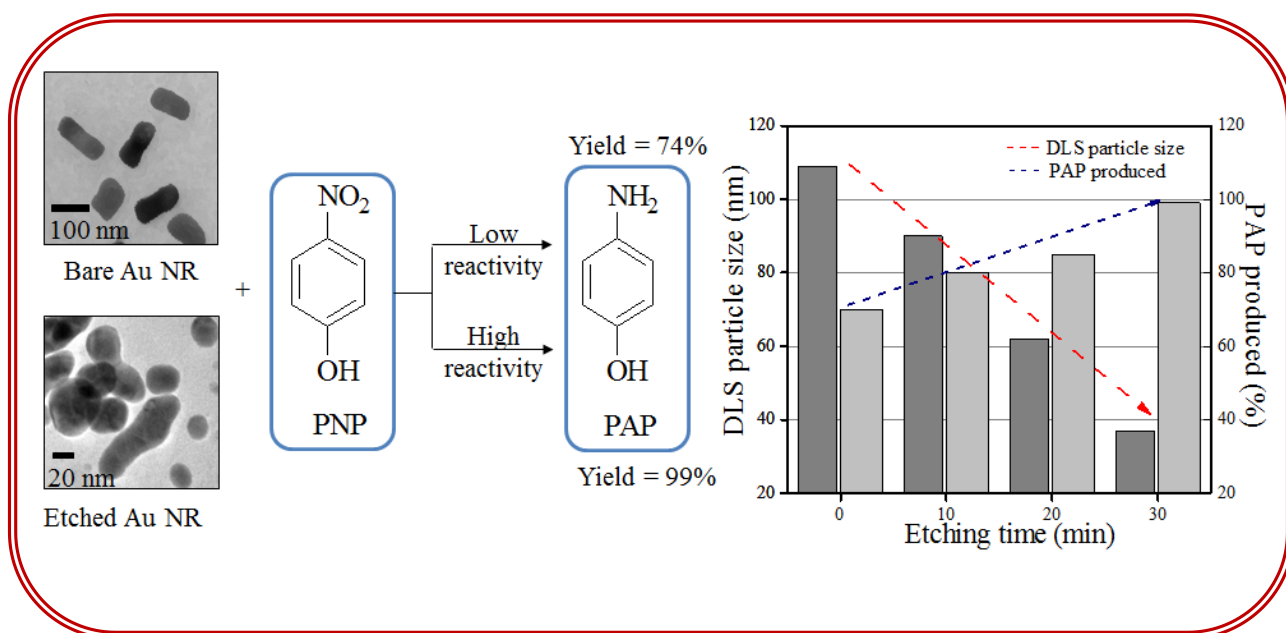 100 nm
Bare Au NR
20 nm
Etched Au NR
+
NO2
OH
PNP
Low
reactivity
High
reactivity
Yield = 74%
NH2
OH
PAP
Yield = 99%
DLS particle size (nm)
120
100
80
60
40
20
DLS particle size
PAP produced
120
100
80
60
40
20
PAP produced (%)
0
10
20
30
Etching time (min)